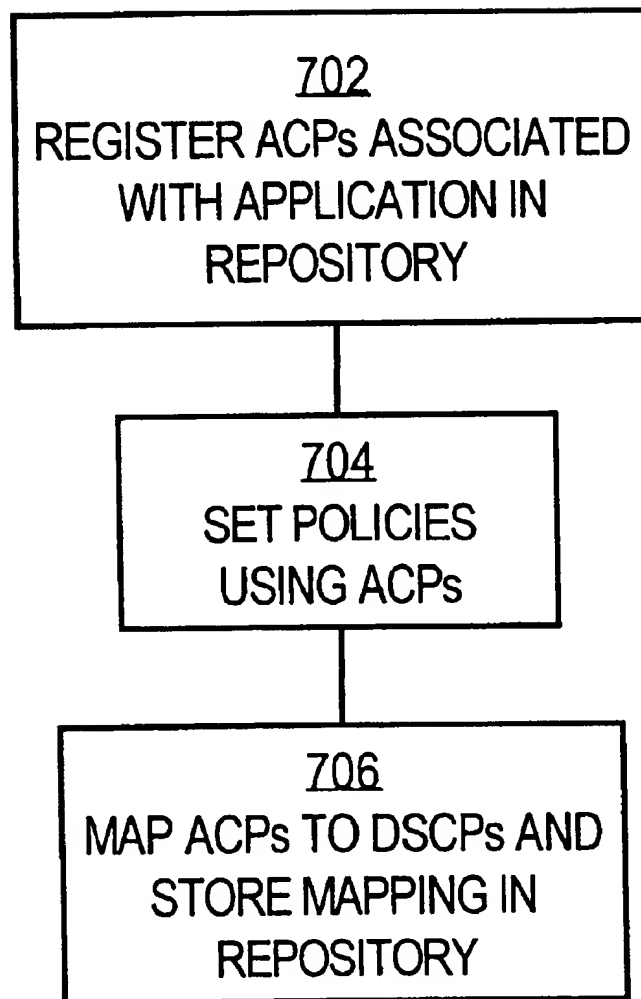 702
REGISTER ACPs ASSOCIATED
WITH APPLICATION IN
REPOSITORY
704
SET POLICIES
USING ACPs
706
MAP ACPs TO DSCPs AND
STORE MAPPING IN
REPOSITORY